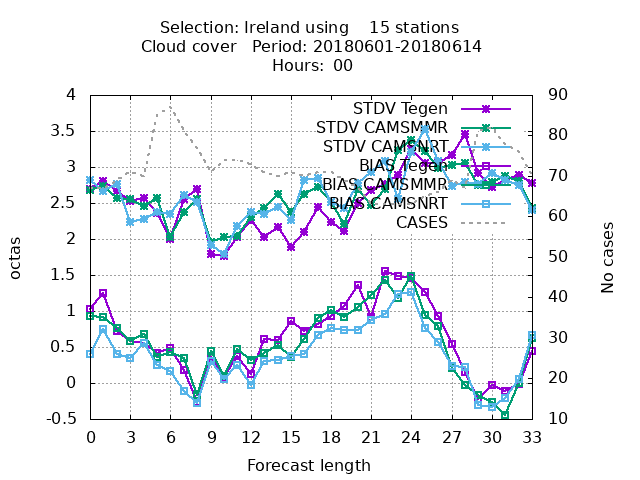 Selection: Ireland using 15 stations
Cloud cover Period: 20180601-20180614
Hours: 00
STDV Tegen
STDV CAMSMMR
STDV CAMSNRT
BIAS Tegen
BIAS CAMSMMR
BIAS CAMSNRT
CASES
4
3.5
3
2.5
2
1.5
1
0.5
0
-0.5
octas
90
80
70
60
50
40
30
20
10
No cases
0 3 6 9 12 15 18 21 24 27 30 33
Forecast length